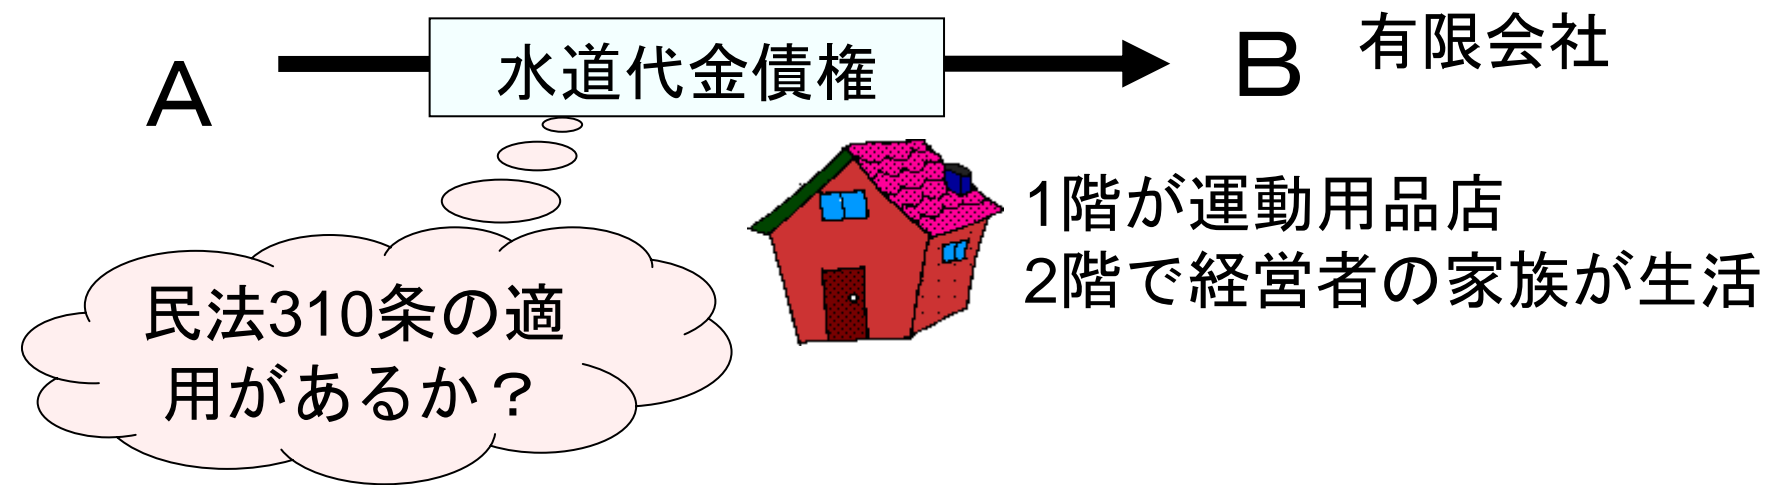 A
水道代金債権
B
有限会社
1階が運動用品店
2階で経営者の家族が生活
民法310条の適
用があるか？